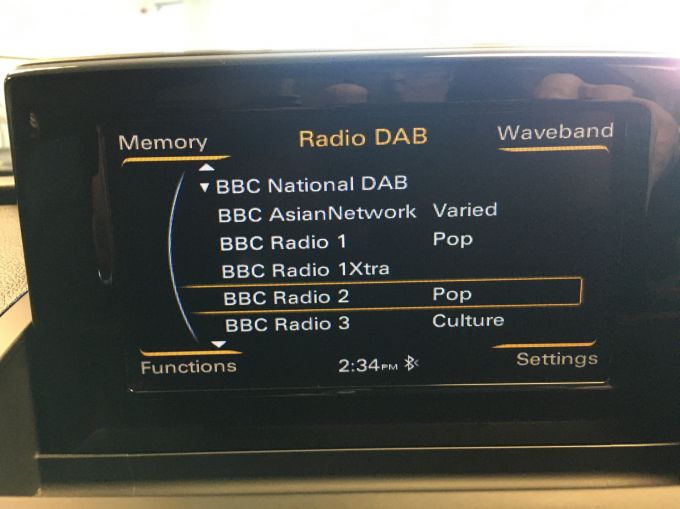 Memory Radio DAB Waveband
BBC National DAB
BBC AsianNetwork Varied
BBC Radio 1 Pop
BBC Radio 1Xtra
BBC Radio 2 Pop
BBC Radio 3 Culture
Functions 2:34PM Settings